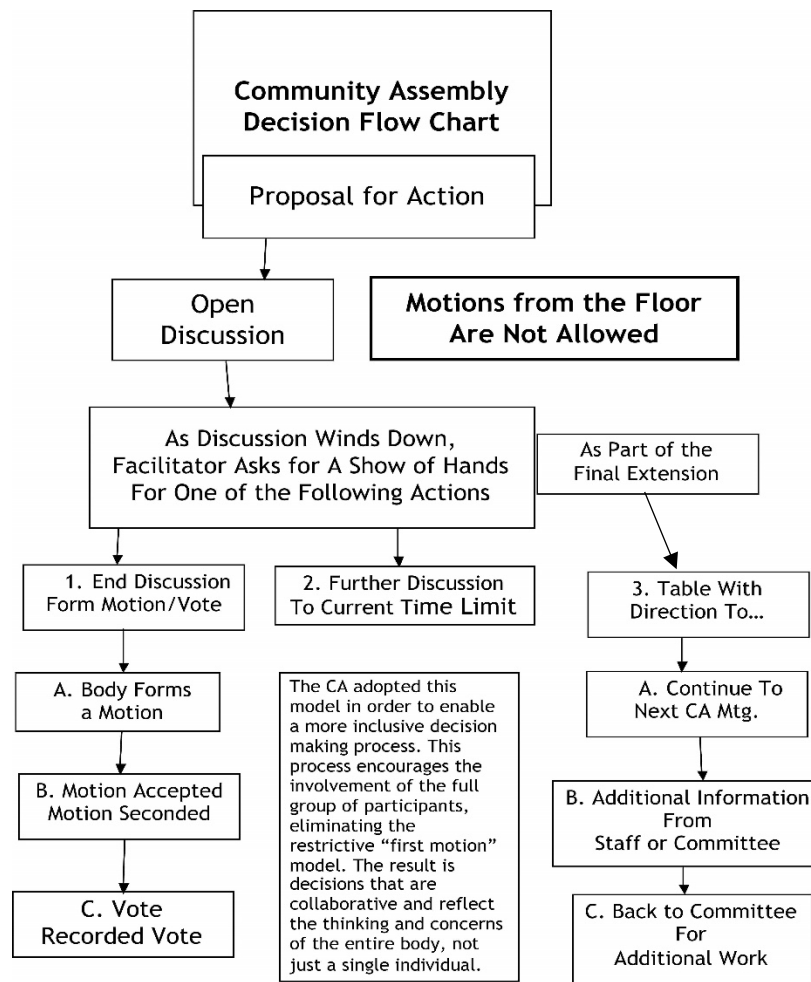 Community Assembly
Decision Flow Chart
Proposal for Action
Open
Discussion
Motions from the Floor
Are Not Allowed
As Discussion Winds Down,
Facilitator Asks for A Show of Hands
For One of the Following Actions
As Part of the
Final Extension
1. End Discussion
Form Motion/Vote
2. Further Discussion
To Current Time Limit
3. Table With
Direction To…
A. Body Forms
a Motion
B. Motion Accepted
Motion Seconded
C. Vote
Recorded Vote
The CA adopted this
model in order to enable
a more inclusive decision
making process. This
process encourages the
involvement of the full
group of participants,
eliminating the
restrictive “first motion”
model. The result is
decisions that are
collaborative and reflect
the thinking and concerns
of the entire body, not
just a single individual.
A. Continue To
Next CA Mtg.
B. Additional Information
From
Staff or Committee
C. Back to Committee
For
Additional Work